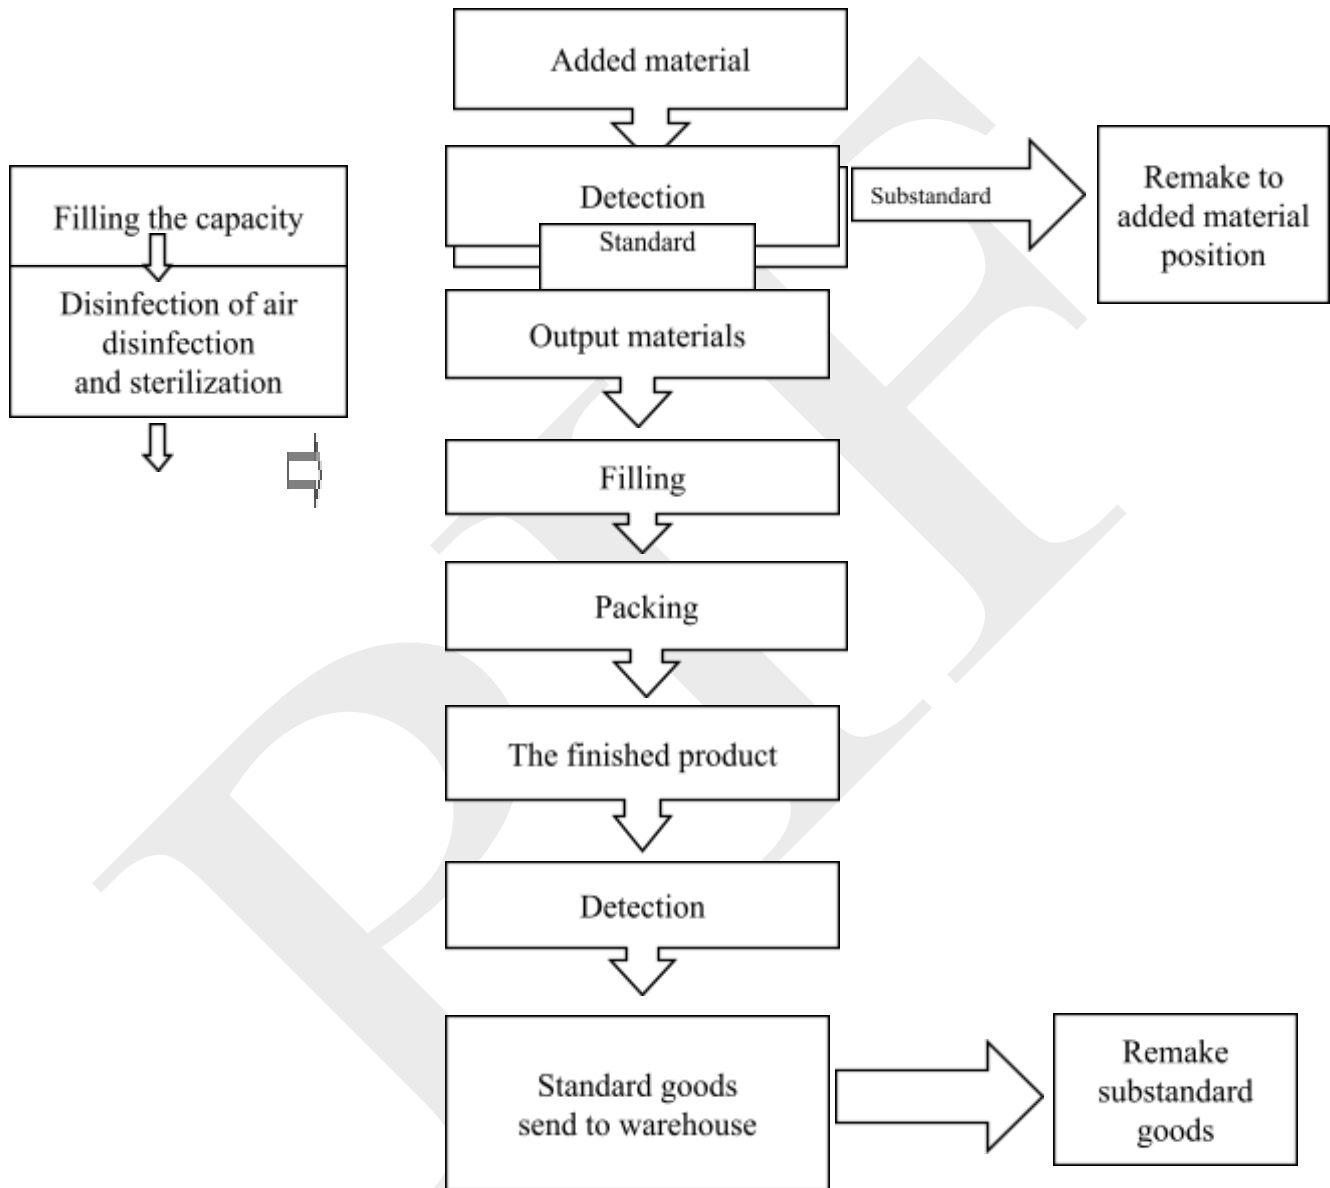 Added material
Detection
Standard
Substandard
Remake to
added material
position
Filling the capacity
Disinfection of air
disinfection
and sterilization
Output materials
Filling
Packing
The finished product
Detection
Standard goods
send to warehouse
Remake
substandard
goods